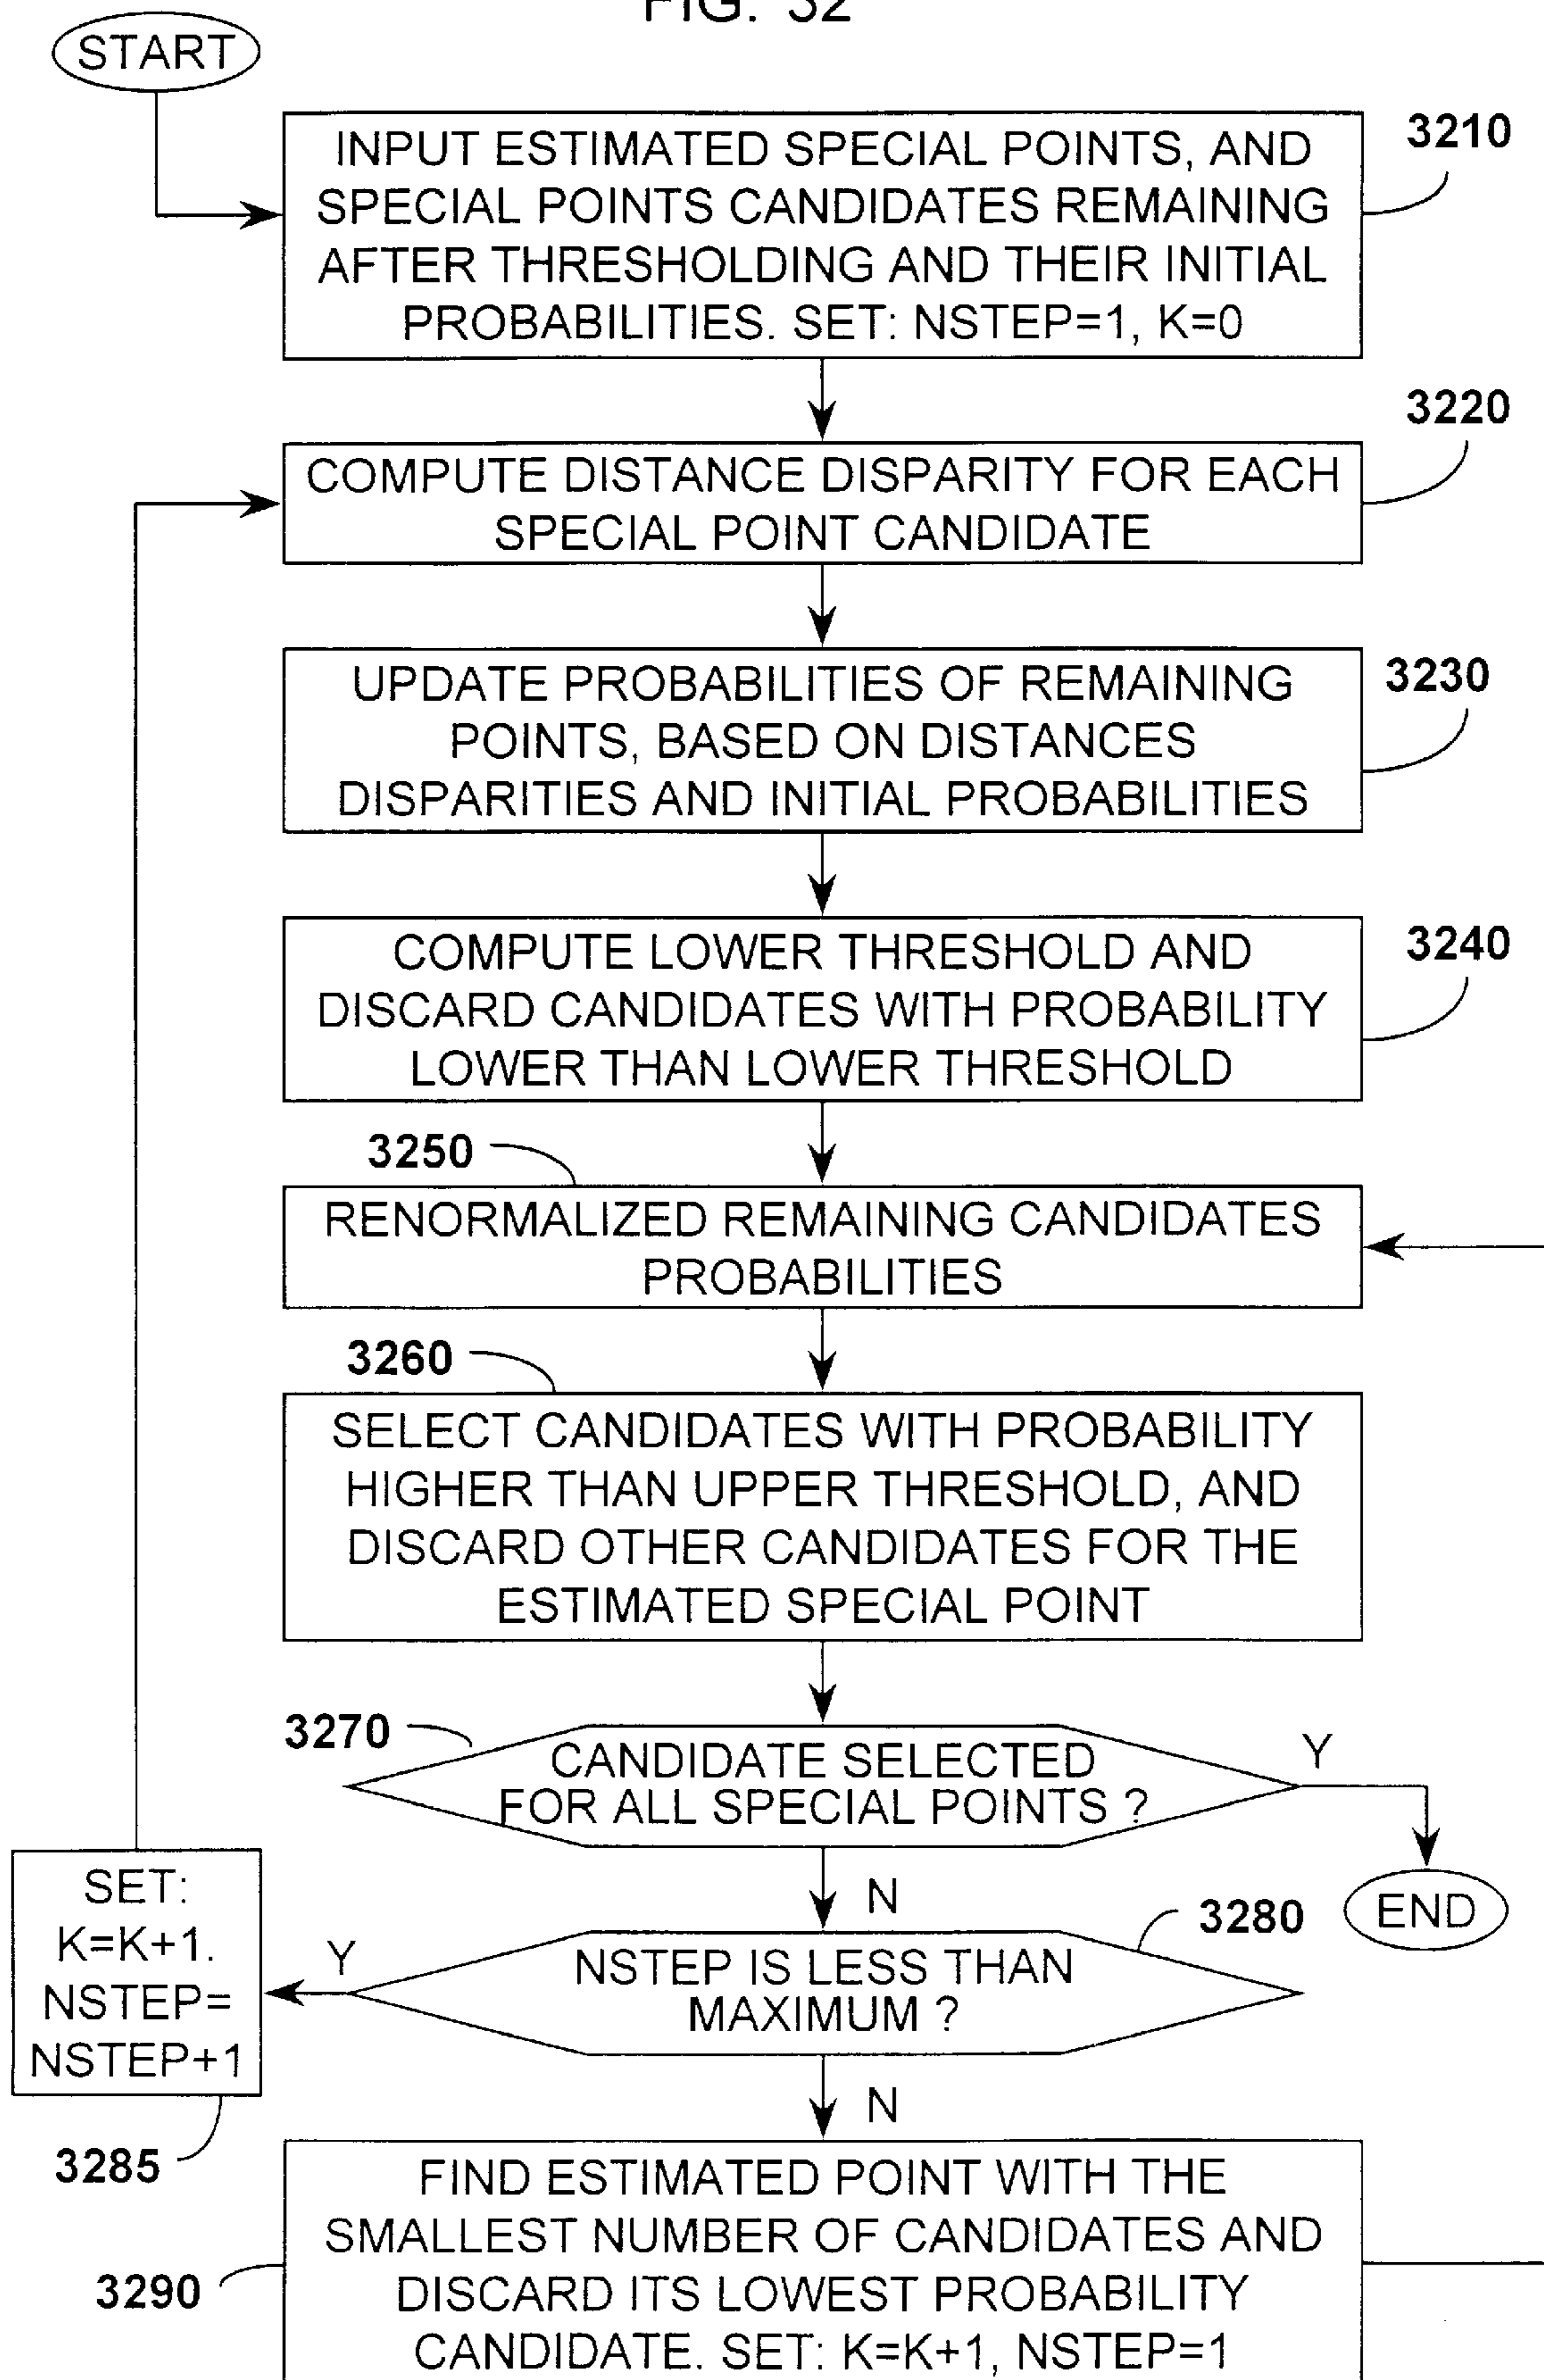 FIG. 32
START
INPUT ESTIMATED SPECIAL POINTS, AND
SPECIAL POINTS CANDIDATES REMAINING
AFTER THRESHOLDING AND THEIR INITIAL
PROBABILITIES. SET: NSTEP=1, K=0
3210
COMPUTE DISTANCE DISPARITY FOR EACH
SPECIAL POINT CANDIDATE
3220
UPDATE PROBABILITIES OF REMAINING
POINTS, BASED ON DISTANCES
DISPARITIES AND INITIAL PROBABILITIES
3230
COMPUTE LOWER THRESHOLD AND
DISCARD CANDIDATES WITH PROBABILITY
LOWER THAN LOWER THRESHOLD
3240
3250
RENORMALIZED REMAINING CANDIDATES
PROBABILITIES
3260
SELECT CANDIDATES WITH PROBABILITY
HIGHER THAN UPPER THRESHOLD, AND
DISCARD OTHER CANDIDATES FOR THE
ESTIMATED SPECIAL POINT
3270
CANDIDATE SELECTED
FOR ALL SPECIAL POINTS ?
Y
END
N
3280
NSTEP IS LESS THAN
MAXIMUM ?
Y
SET:
K=K+1.
NSTEP=
NSTEP+1
3285
N
FIND ESTIMATED POINT WITH THE
SMALLEST NUMBER OF CANDIDATES AND
DISCARD ITS LOWEST PROBABILITY
CANDIDATE. SET: K=K+1, NSTEP=1
3290